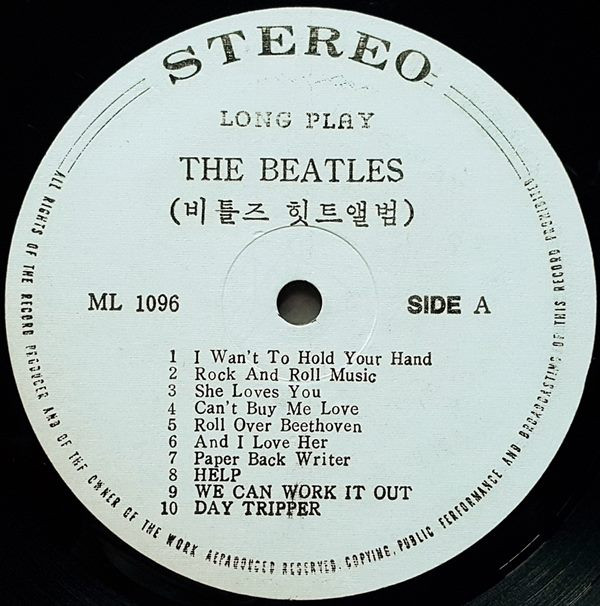 STEREO
LONG PLAY
THE BEATLES
(비틀즈 힛트앨범)
ML 1096
SIDE A
1 I Wan't To Hold Your Hand
2 Rock And Roll Music
3 She Loves You
4 Can't Buy Me Love
5 Roll Over Beethoven
6 And I Love Her
7 Paper Back Writer
8 HELP
9 WE CAN WORK IT OUT
10 DAY TRIPPER
ALL RIGHTS OF THE RECORD PRODUCER AND OF THE OWNER OF THE WORK REPRODUCED RESERVED. COPYING, PUBLIC PERFORMANCE AND BROADCASTING OF THIS RECORD PROHIBITED